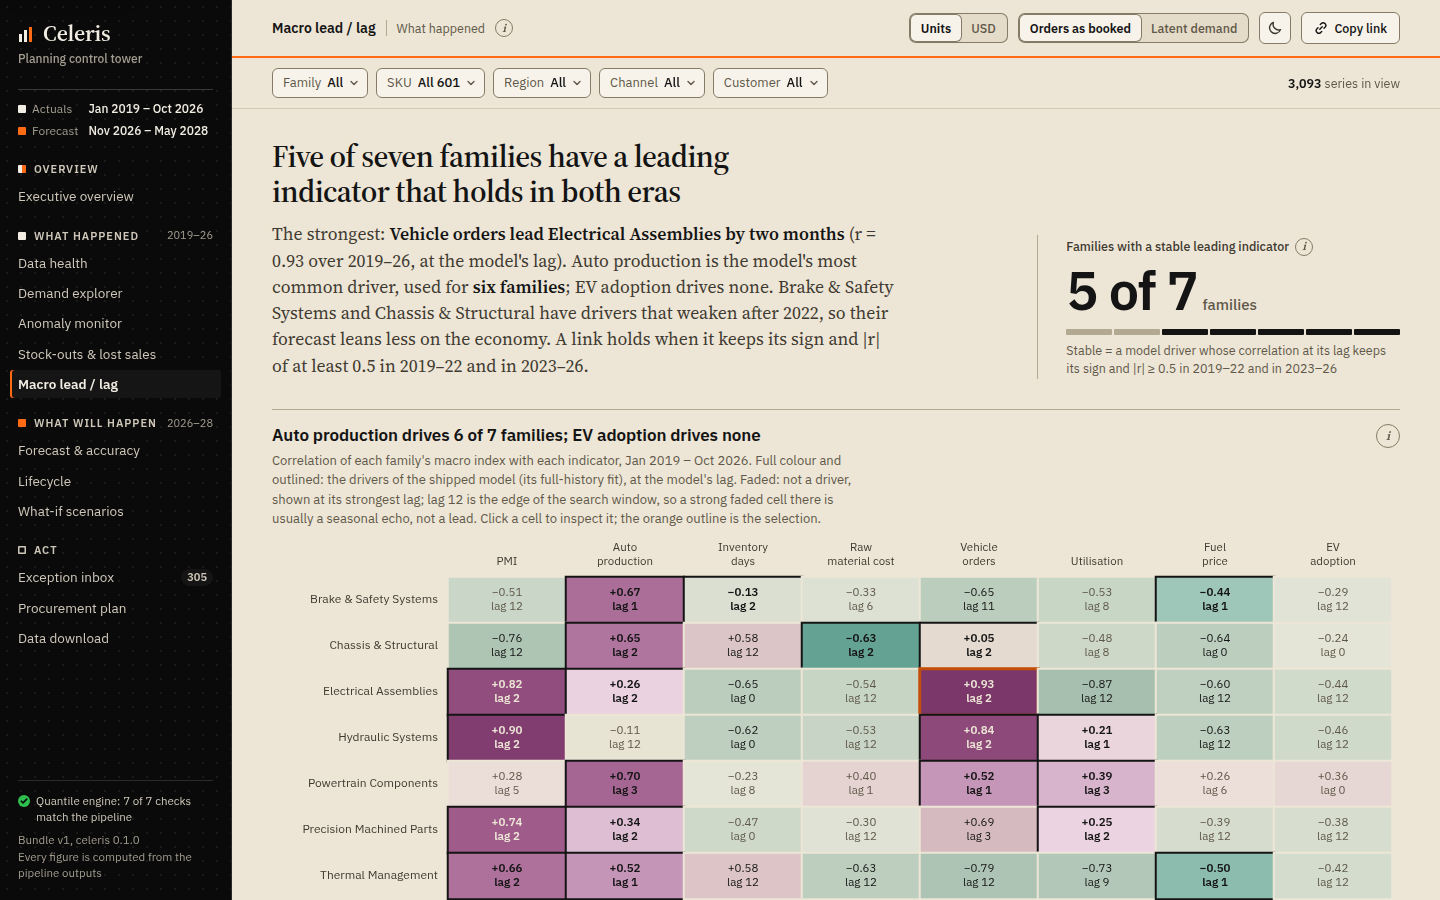 Celeris
Planning control tower
Actuals Jan 2019 – Oct 2026
Forecast Nov 2026 – May 2028
OVERVIEW
Executive overview
WHAT HAPPENED 2019–26
Data health
Demand explorer
Anomaly monitor
Stock-outs & lost sales
Macro lead / lag
WHAT WILL HAPPEN 2026–28
Forecast & accuracy
Lifecycle
What-if scenarios
ACT
Exception inbox 305
Procurement plan
Data download
Quantile engine: 7 of 7 checks
match the pipeline
Bundle v1, celeris 0.1.0
Every figure is computed from the
pipeline outputs
Macro lead / lag What happened i
Units USD Orders as booked Latent demand Copy link
Family All SKU All 601 Region All Channel All Customer All
3,093 series in view
Five of seven families have a leading
indicator that holds in both eras
The strongest: Vehicle orders lead Electrical Assemblies by two months (r =
0.93 over 2019–26, at the model's lag). Auto production is the model's most
common driver, used for six families; EV adoption drives none. Brake & Safety
Systems and Chassis & Structural have drivers that weaken after 2022, so their
forecast leans less on the economy. A link holds when it keeps its sign and |r|
of at least 0.5 in 2019–22 and in 2023–26.
Families with a stable leading indicator i
5 of 7 families
Stable = a model driver whose correlation at its lag keeps
its sign and |r| ≥ 0.5 in 2019–22 and in 2023–26
Auto production drives 6 of 7 families; EV adoption drives none i
Correlation of each family's macro index with each indicator, Jan 2019 – Oct 2026. Full colour and
outlined: the drivers of the shipped model (its full-history fit), at the model's lag. Faded: not a driver,
shown at its strongest lag; lag 12 is the edge of the search window, so a strong faded cell there is
usually a seasonal echo, not a lead. Click a cell to inspect it; the orange outline is the selection.
Auto Inventory Raw Vehicle Fuel EV
PMI production days material cost orders Utilisation price adoption
Brake & Safety Systems
−0.51 +0.67 −0.13 −0.33 −0.65 −0.53 −0.44 −0.29
lag 12 lag 1 lag 2 lag 6 lag 11 lag 8 lag 1 lag 12
Chassis & Structural
−0.76 +0.65 +0.58 −0.63 +0.05 −0.48 −0.64 −0.24
lag 12 lag 2 lag 12 lag 2 lag 2 lag 8 lag 0 lag 0
Electrical Assemblies
+0.82 +0.26 −0.65 −0.54 +0.93 −0.87 −0.60 −0.44
lag 2 lag 2 lag 0 lag 12 lag 2 lag 12 lag 12 lag 12
Hydraulic Systems
+0.90 −0.11 −0.62 −0.53 +0.84 +0.21 −0.63 −0.46
lag 2 lag 12 lag 0 lag 12 lag 2 lag 1 lag 12 lag 12
Powertrain Components
+0.28 +0.70 −0.23 +0.40 +0.52 +0.39 +0.26 +0.36
lag 5 lag 3 lag 8 lag 1 lag 1 lag 3 lag 6 lag 0
Precision Machined Parts
+0.74 +0.34 −0.47 −0.30 +0.69 +0.25 −0.39 −0.38
lag 2 lag 2 lag 0 lag 12 lag 3 lag 2 lag 12 lag 12
Thermal Management
+0.66 +0.52 +0.58 −0.63 −0.79 −0.73 −0.50 −0.42
lag 2 lag 1 lag 12 lag 12 lag 12 lag 9 lag 1 lag 12